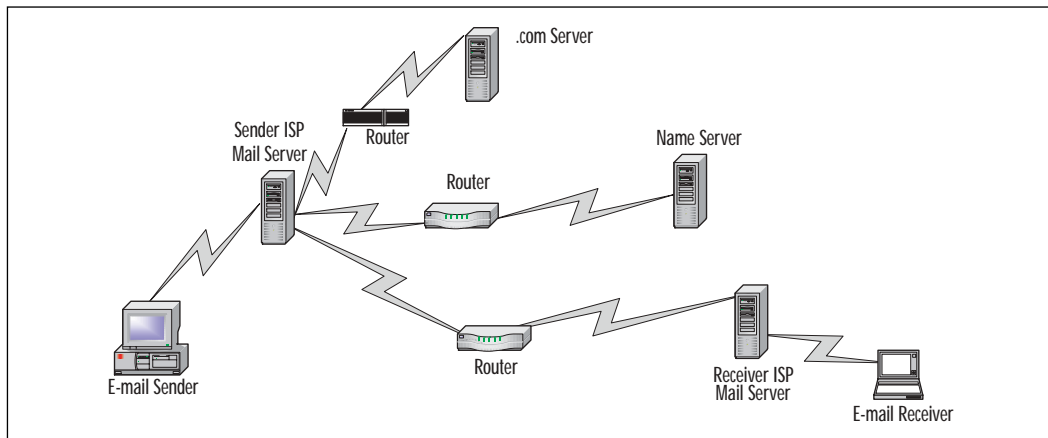 .com Server
Router
Sender ISP
Mail Server
Name Server
Router
E-mail Sender
Router
Receiver ISP
Mail Server
E-mail Receiver